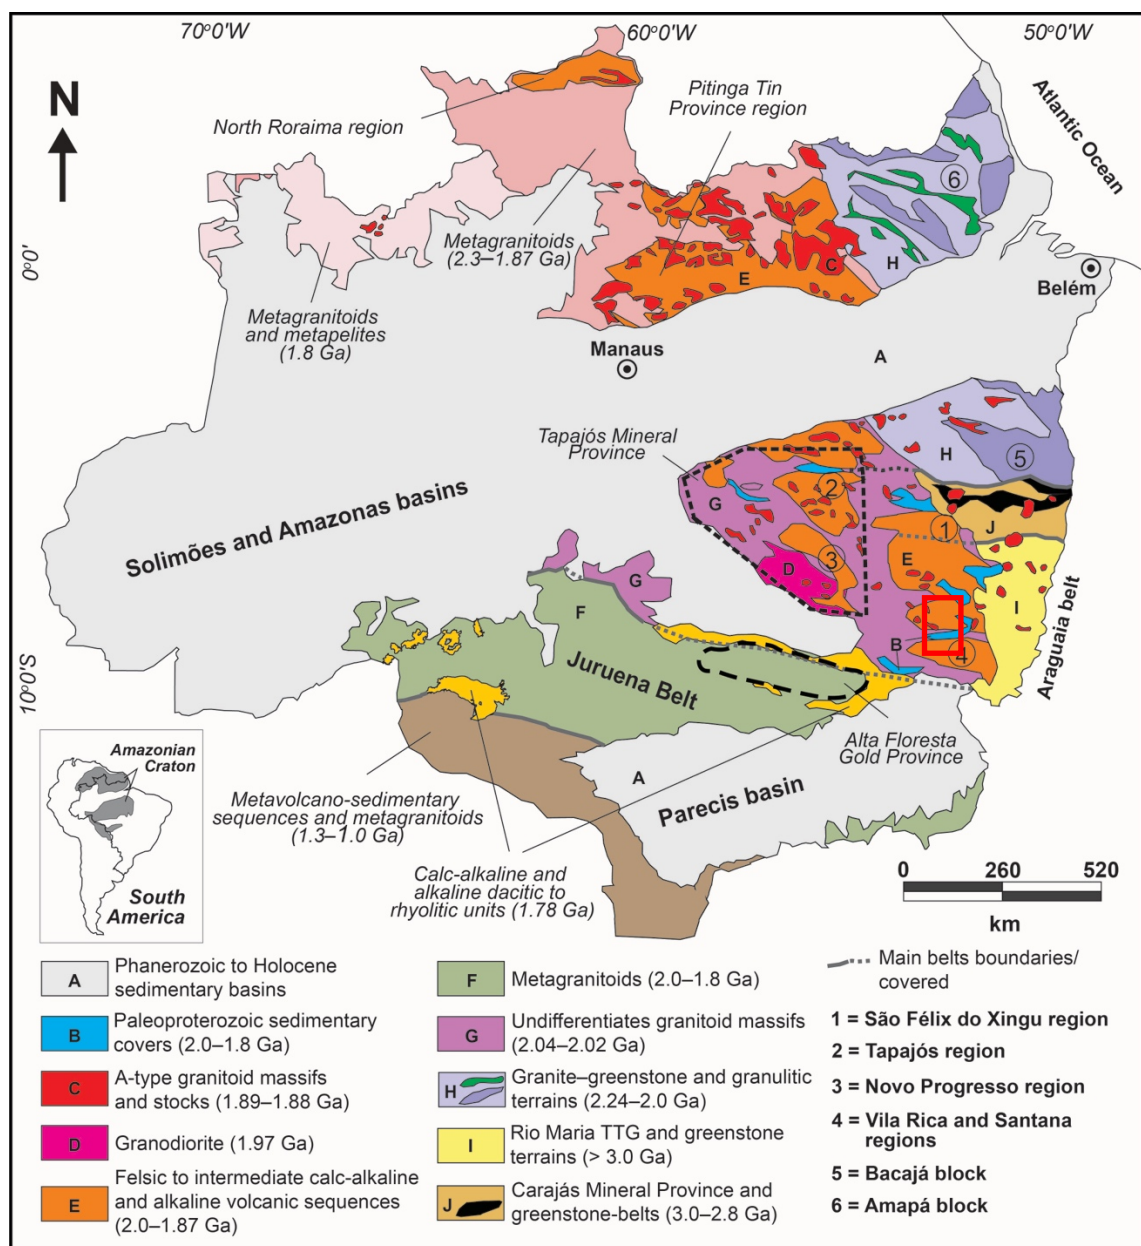 70°0'W
60°0'W
50°0'W
N
Atlantic Ocean
Pitinga Tin
Province region
North Roraima region
6
Metagranitoids
(2.3–1.87 Ga)
H
C
E
0°0'
Belém
Metagranitoids
and metapelites
(1.8 Ga)
Manaus
A
Tapajós Mineral
Province
H
5
2
G
Solimões and Amazonas basins
J
1
3
E
D
G
F
I
Araguaia belt
B
4
Juruena Belt
10°0'S
Alta Floresta
Gold Province
Amazonian
Craton
A
Parecis basin
Metavolcano-sedimentary
sequences and metagranitoids
(1.3–1.0 Ga)
Calc-alkaline and
alkaline dacitic to
rhyolitic units (1.78 Ga)
South
America
0 260 520
km
A Phanerozoic to Holocene
sedimentary basins
B Paleoproterozoic sedimentary
covers (2.0–1.8 Ga)
C A-type granitoid massifs
and stocks (1.89–1.88 Ga)
D Granodiorite (1.97 Ga)
E Felsic to intermediate calc-alkaline
and alkaline volcanic sequences
(2.0–1.87 Ga)
F Metagranitoids (2.0–1.8 Ga)
G Undifferentiates granitoid massifs
(2.04–2.02 Ga)
H Granite–greenstone and granulitic
terrains (2.24–2.0 Ga)
I Rio Maria TTG and greenstone
terrains (> 3.0 Ga)
J Carajás Mineral Province and
greenstone-belts (3.0–2.8 Ga)
Main belts boundaries/
covered
1 = São Félix do Xingu region
2 = Tapajós region
3 = Novo Progresso region
4 = Vila Rica and Santana
regions
5 = Bacajá block
6 = Amapá block